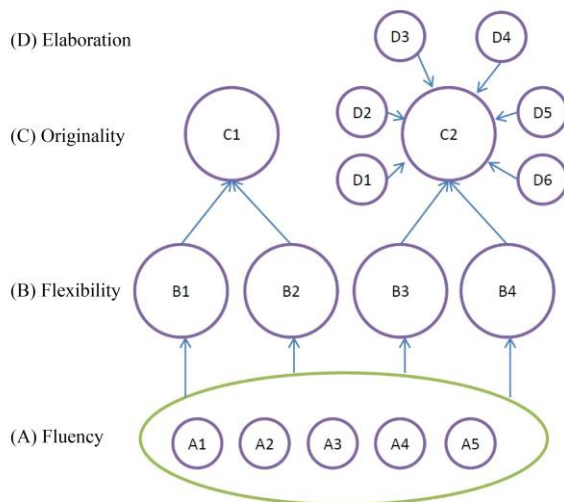 (D) Elaboration
D3
D4
(C) Originality
C1
D2
C2
D5
D1
D6
(B) Flexibility
B1
B2
B3
B4
(A) Fluency
A1
A2
A3
A4
A5